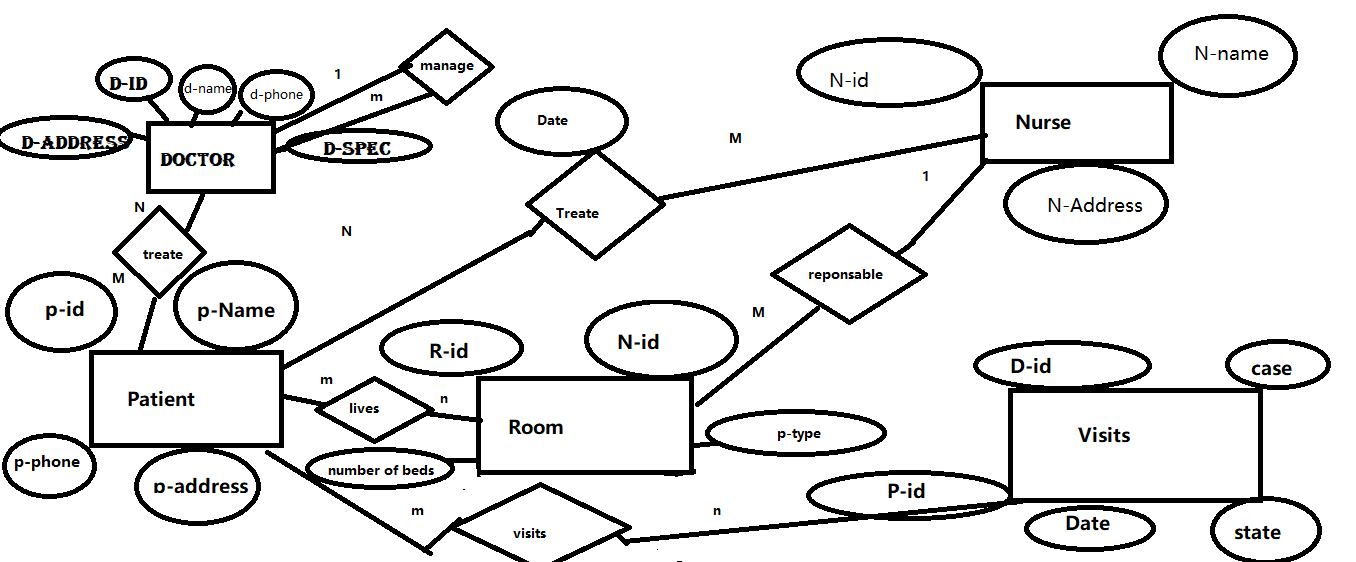 manage
N-name
1
D-ID
d-name
d-phone
m
N-id
Date
Nurse
D-ADDRESS
D-SPEC
M
DOCTOR
1
N
Treate
N-Address
N
treate
M
reponsable
p-id
p-Name
M
R-id
N-id
D-id
case
m
n
Patient
lives
Room
Visits
p-type
p-phone
number of beds
p-address
P-id
m
n
Date
visits
state